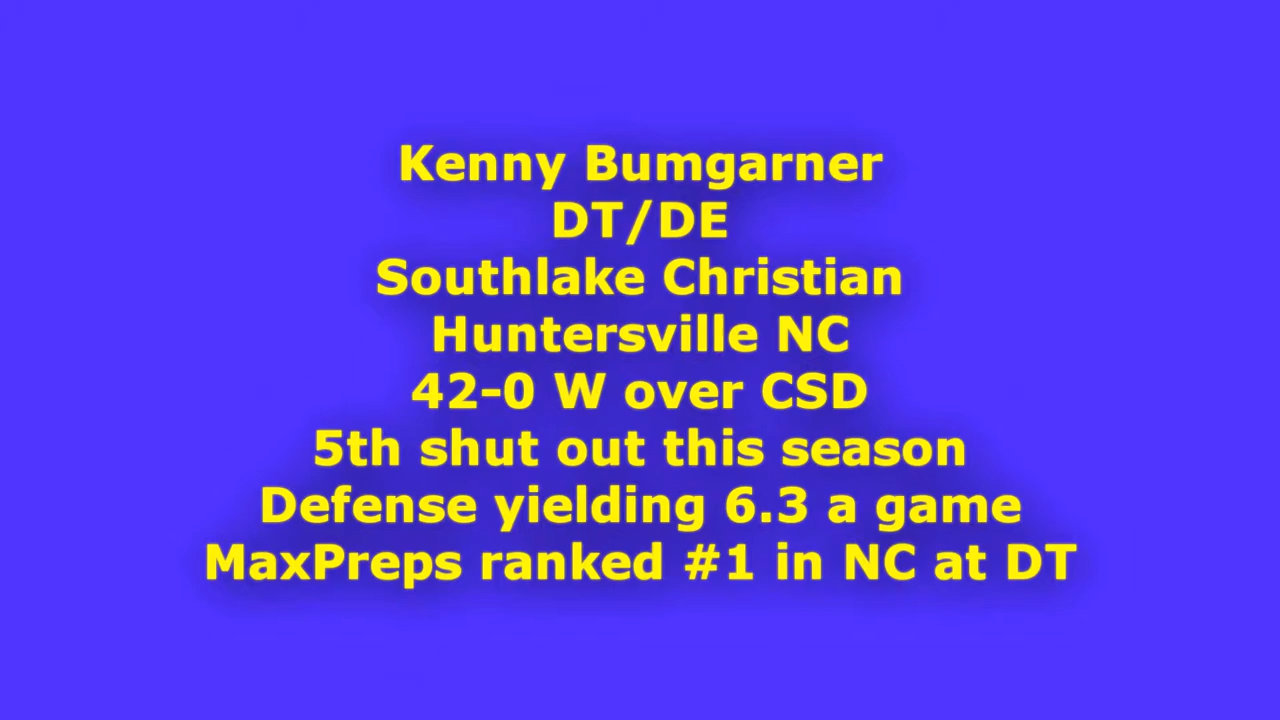 Kenny Bumgarner
DT/DE
Southlake Christian
Huntersville NC
42-0 W over CSD
5th shut out this season
Defense yielding 6.3 a game
MaxPreps ranked #1 in NC at DT